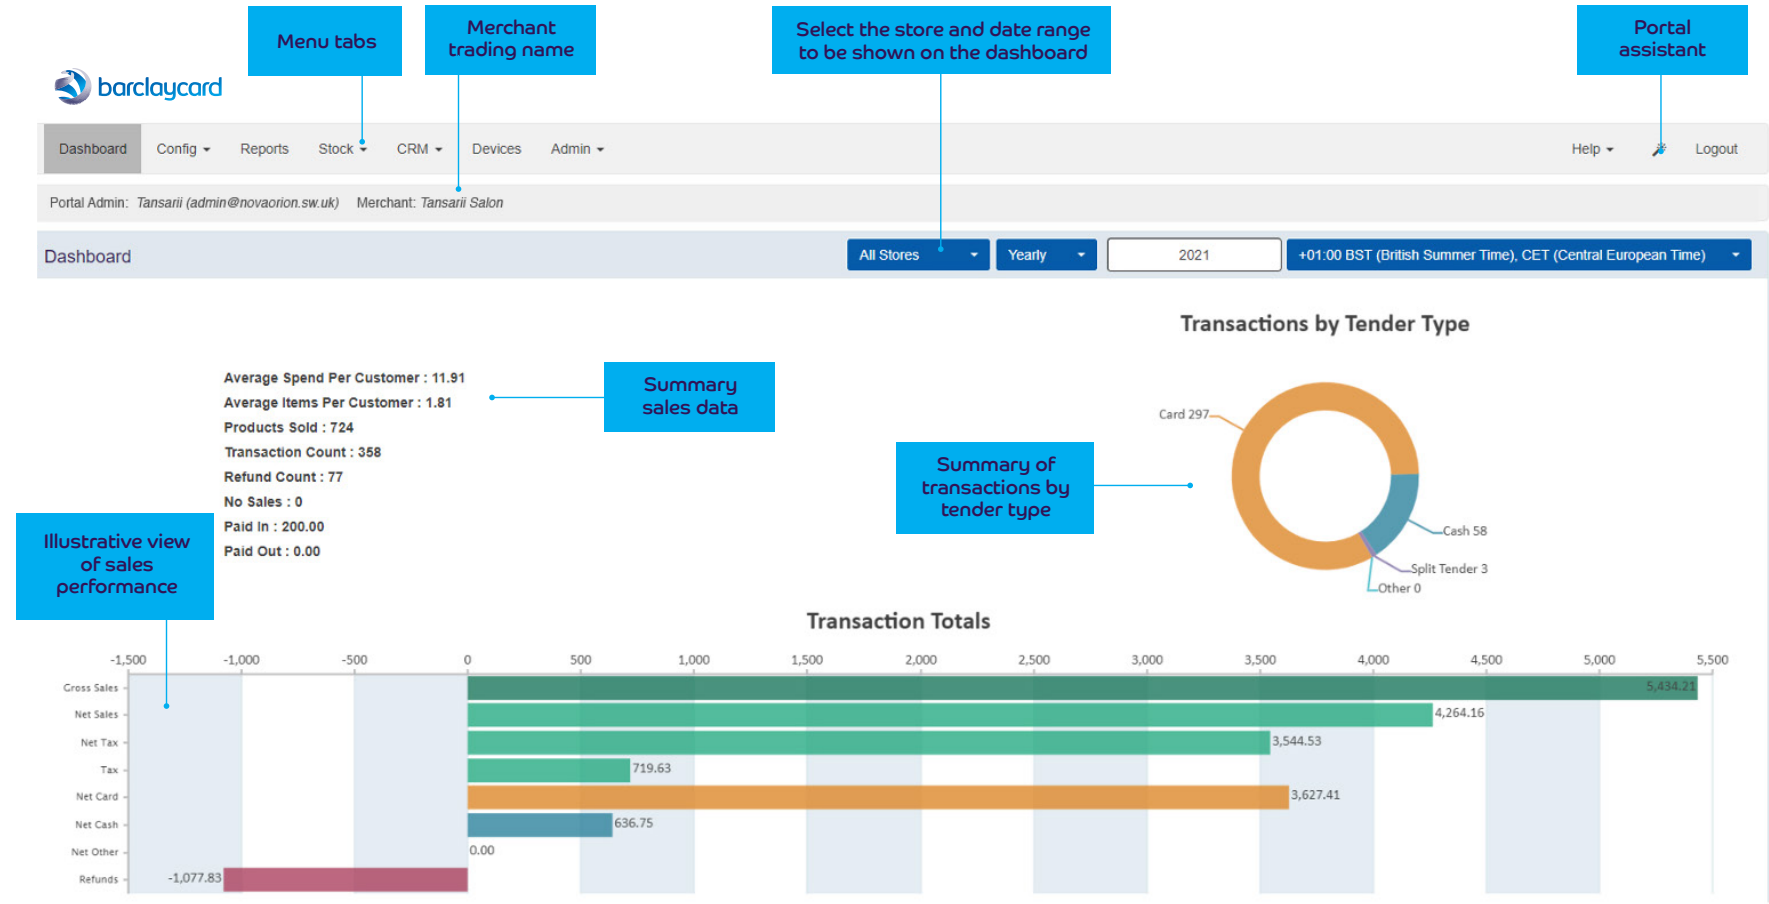 Menu tabs
Merchant
trading name
Select the store and date range
to be shown on the dashboard
Portal
assistant
barclaycard
Dashboard Config Reports Stock CRM Devices Admin Help Logout
Portal Admin: Tansarii (admin@novaorion.sw.uk) Merchant: Tansarii Salon
Dashboard All Stores Yearly 2021 +01:00 BST (British Summer Time), CET (Central European Time)
Transactions by Tender Type
Average Spend Per Customer : 11.91
Average Items Per Customer : 1.81
Products Sold : 724
Transaction Count : 358
Refund Count : 77
No Sales : 0
Paid In : 200.00
Paid Out : 0.00
Summary
sales data
Card 297
Summary of
transactions by
tender type
Cash 58
Split Tender 3
Other 0
Illustrative view
of sales
performance
Transaction Totals
-1,500 -1,000 -500 0 500 1,000 1,500 2,000 2,500 3,000 3,500 4,000 4,500 5,000 5,500
Gross Sales 5,434.21
Net Sales 4,264.16
Net Tax 3,544.53
Tax 719.63
Net Card 3,627.41
Net Cash 636.75
Net Other 0.00
Refunds -1,077.83